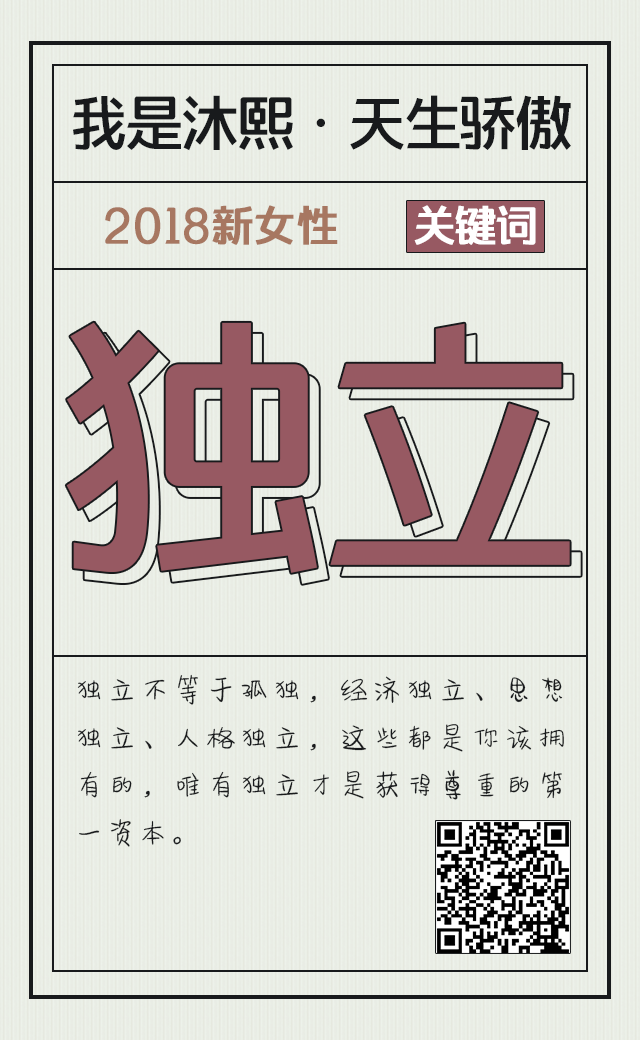 我是沐熙·天生骄傲
2018新女性 关键词
独立
独立不等于孤独，经济独立、思想
独立、人格独立，这些都是你该拥
有的，唯有独立才是获得尊重的第
一资本。